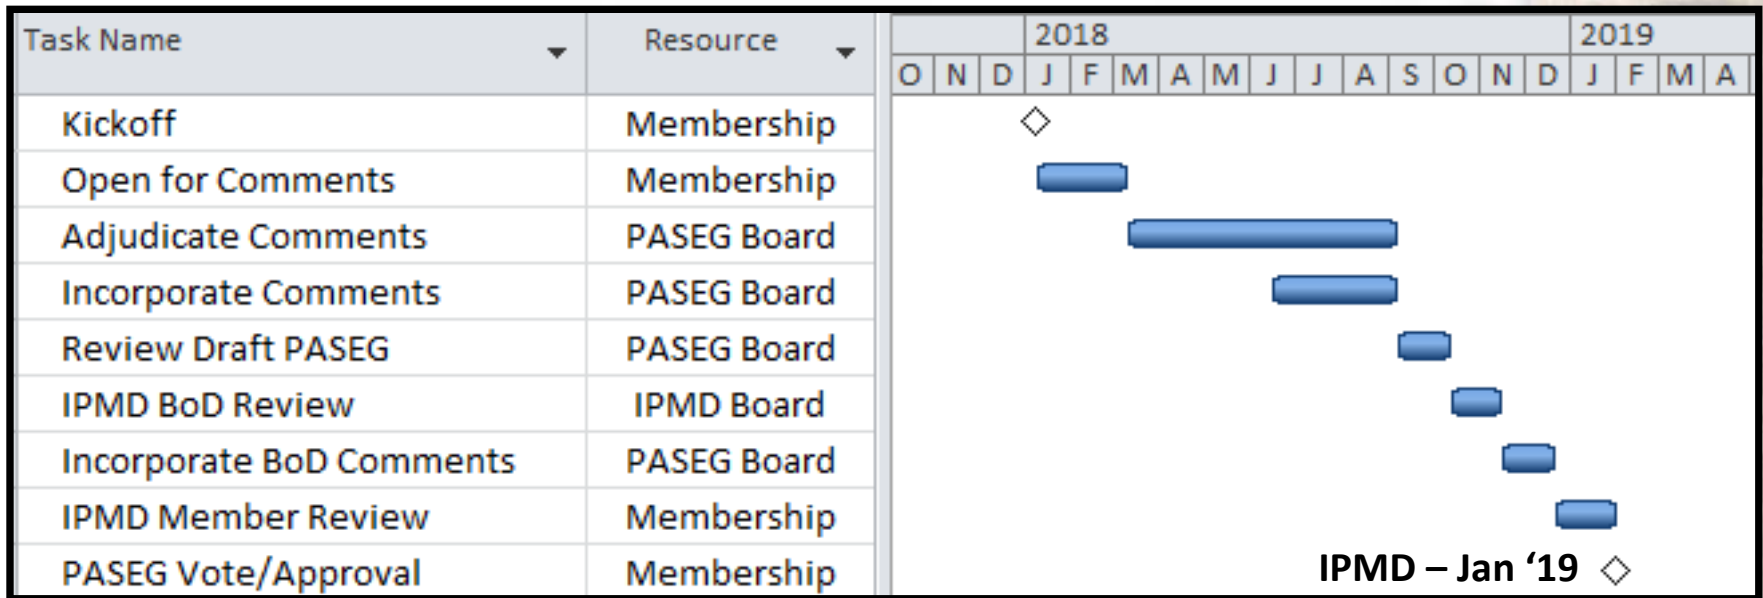 Task Name Resource 2018 2019
O N D J F M A M J J A S O N D J F M A
Kickoff Membership
Open for Comments Membership
Adjudicate Comments PASEG Board
Incorporate Comments PASEG Board
Review Draft PASEG PASEG Board
IPMD BoD Review IPMD Board
Incorporate BoD Comments PASEG Board
IPMD Member Review Membership
PASEG Vote/Approval Membership IPMD – Jan ‘19